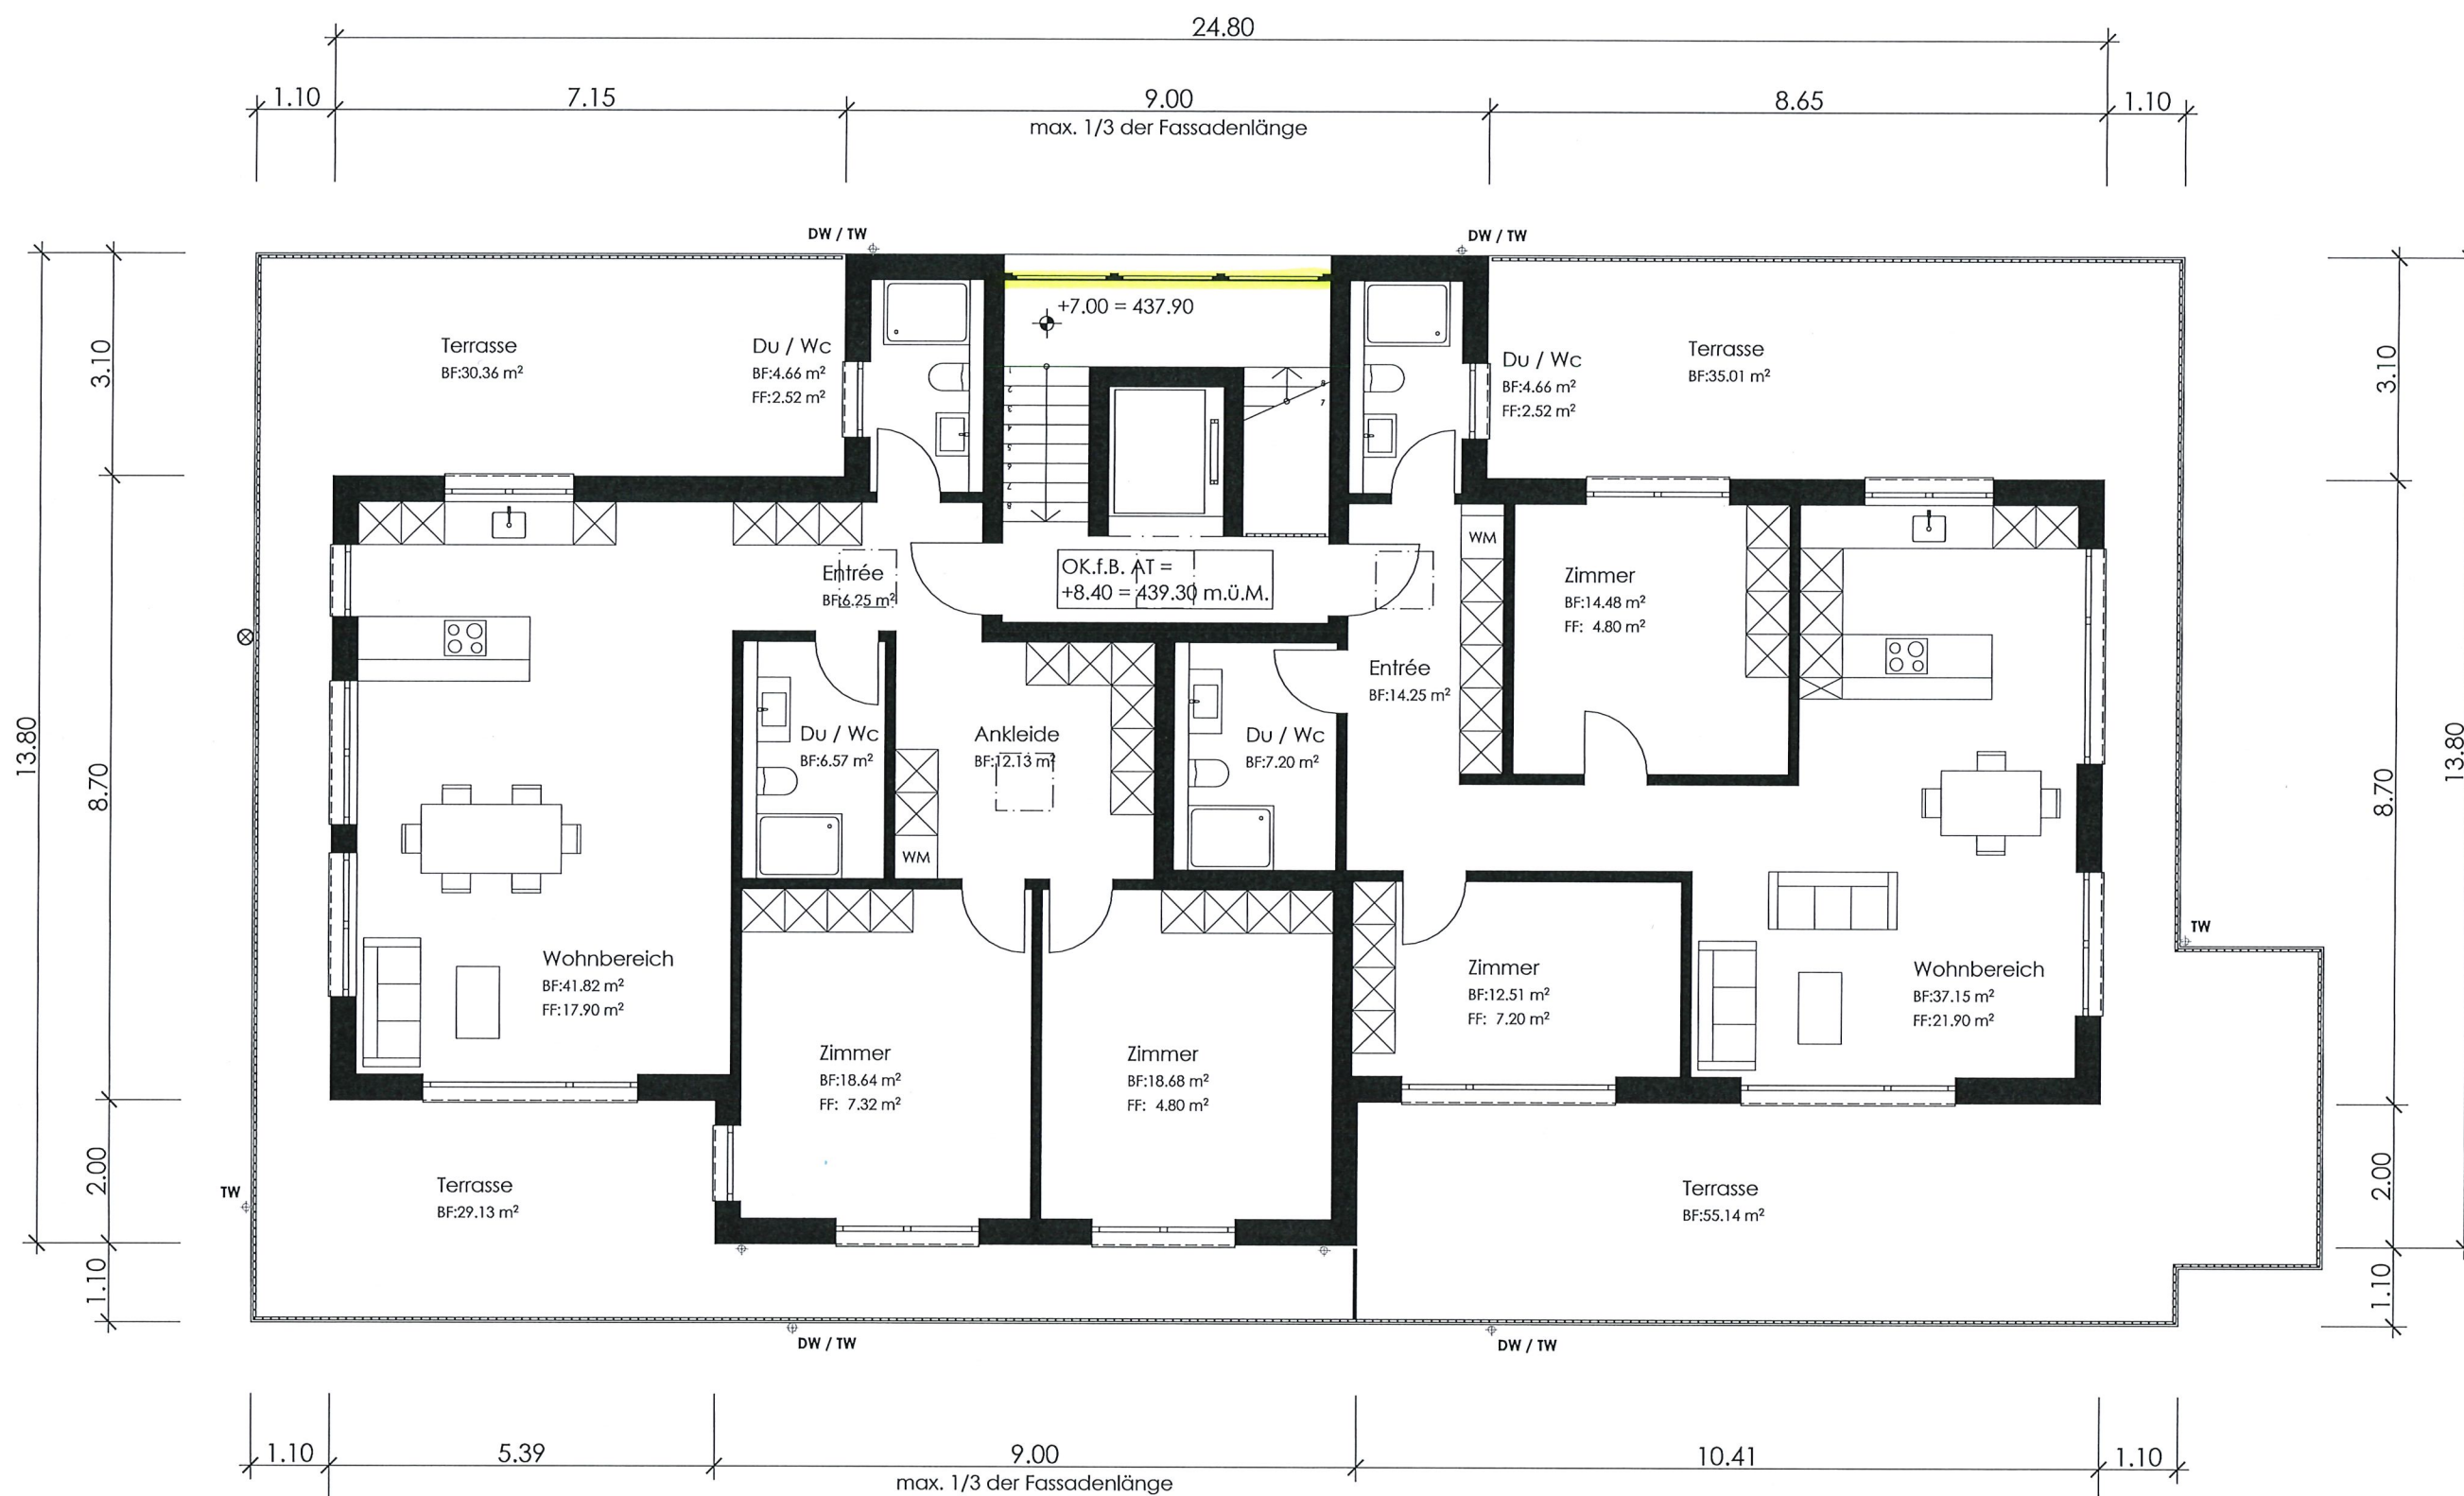 24.80
1.10
7.15
9.00
8.65
1.10
max. 1/3 der Fassadenlänge
DW / TW
DW / TW
+7.00 = 437.90
3.10
Terrasse
BF:30.36 m²
Du / Wc
BF:4.66 m²
FF:2.52 m²
Du / Wc
BF:4.66 m²
FF:2.52 m²
Terrasse
BF:35.01 m²
3.10
1
2
3
4
5
6
7
8
8
7
WM
OK.f.B. AT =
+8.40 = 439.30 m.ü.M.
Entrée
BF:6.25 m²
Zimmer
BF:14.48 m²
FF: 4.80 m²
Entrée
BF:14.25 m²
13.80
8.70
Du / Wc
BF:6.57 m²
Ankleide
BF:12.13 m²
Du / Wc
BF:7.20 m²
8.70
13.80
WM
TW
Wohnbereich
BF:41.82 m²
FF:17.90 m²
Zimmer
BF:12.51 m²
FF: 7.20 m²
Wohnbereich
BF:37.15 m²
FF:21.90 m²
Zimmer
BF:18.64 m²
FF: 7.32 m²
Zimmer
BF:18.68 m²
FF: 4.80 m²
2.00
TW
Terrasse
BF:29.13 m²
Terrasse
BF:55.14 m²
2.00
1.10
1.10
DW / TW
DW / TW
1.10
5.39
9.00
10.41
1.10
max. 1/3 der Fassadenlänge